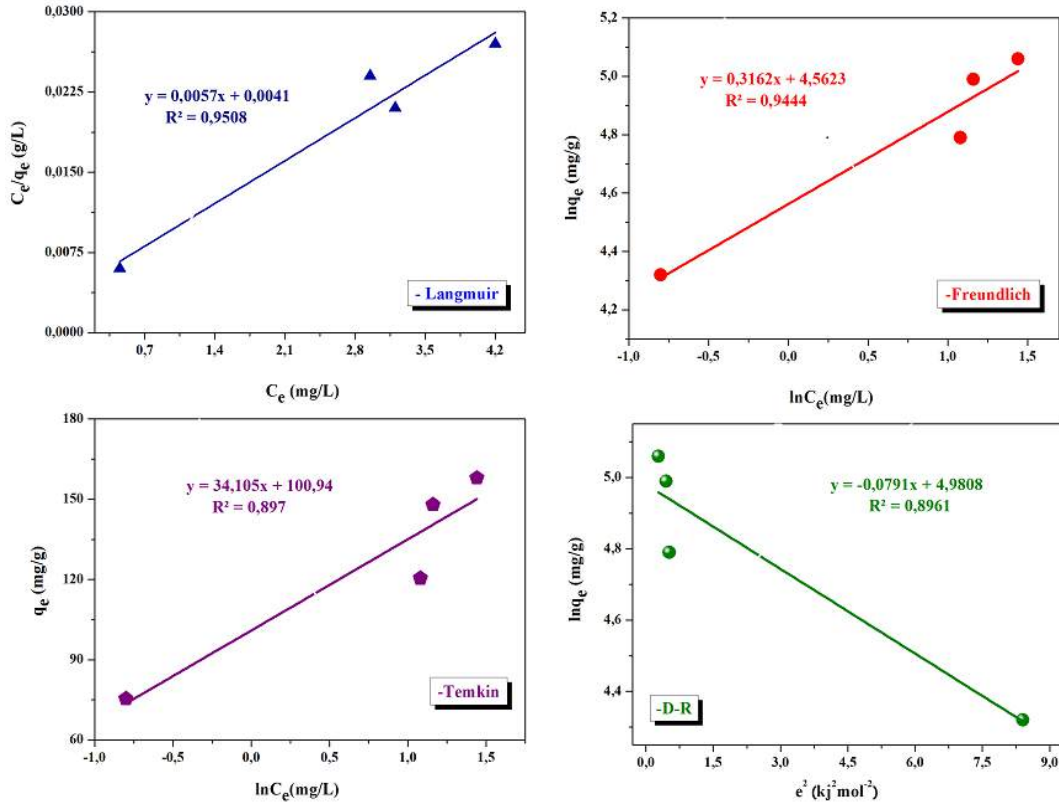 0,0300
0,0225
0,0150
0,0075
0,0000
Ce/qe (g/L)
y = 0,0057x + 0,0041
R² = 0,9508
- Langmuir
0,7 1,4 2,1 2,8 3,5 4,2
Ce (mg/L)
5,2
5,0
4,8
4,6
4,4
4,2
lnqe (mg/g)
y = 0,3162x + 4,5623
R² = 0,9444
-Freundlich
-1,0 -0,5 0,0 0,5 1,0 1,5
lnCe(mg/L)
180
150
120
90
60
qe (mg/g)
y = 34,105x + 100,94
R² = 0,897
-Temkin
-1,0 -0,5 0,0 0,5 1,0 1,5
lnCe(mg/L)
5,0
4,8
4,6
4,4
lnqe (mg/g)
y = -0,0791x + 4,9808
R² = 0,8961
-D-R
0,0 1,5 3,0 4,5 6,0 7,5 9,0
e² (kj²mol⁻²)